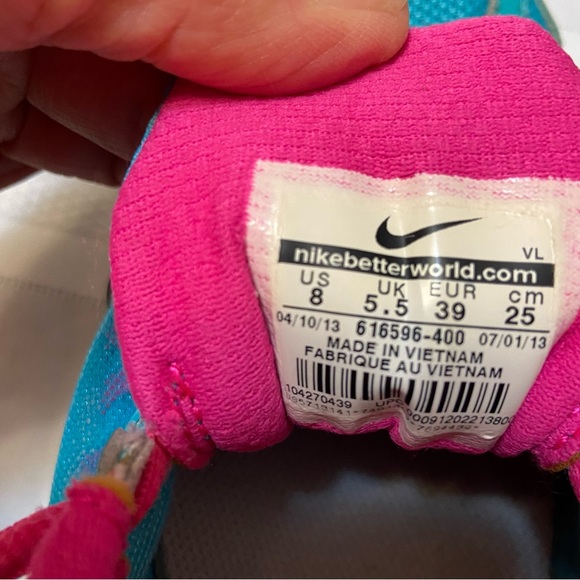 VL
nikebetterworld.com
US UK EUR cm
8 5.5 39 25
04/10/13 616596-400 07/01/13
MADE IN VIETNAM
FABRIQUE AU VIETNAM
104270439 UPC